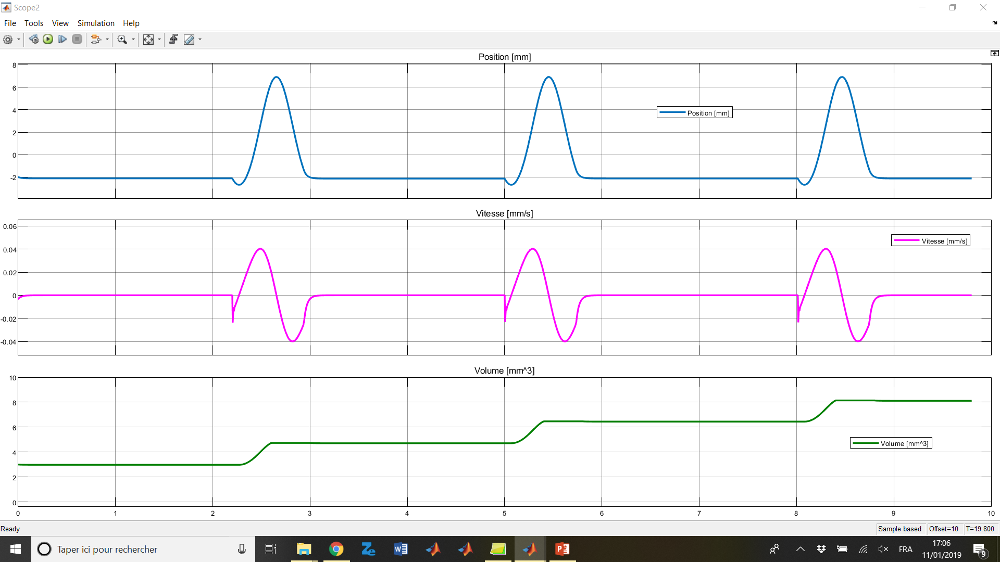 Scope2
File Tools View Simulation Help
Position [mm]
8
6
4
2
0
-2
Position [mm]
Vitesse [mm/s]
0.06
0.04
0.02
0
-0.02
-0.04
Vitesse [mm/s]
Volume [mm^3]
10
8
6
4
2
0
Volume [mm^3]
0 1 2 3 4 5 6 7 8 9 10
Ready
Sample based Offset=10 T=19.800
Taper ici pour rechercher
FRA
17:06
11/01/2019
9